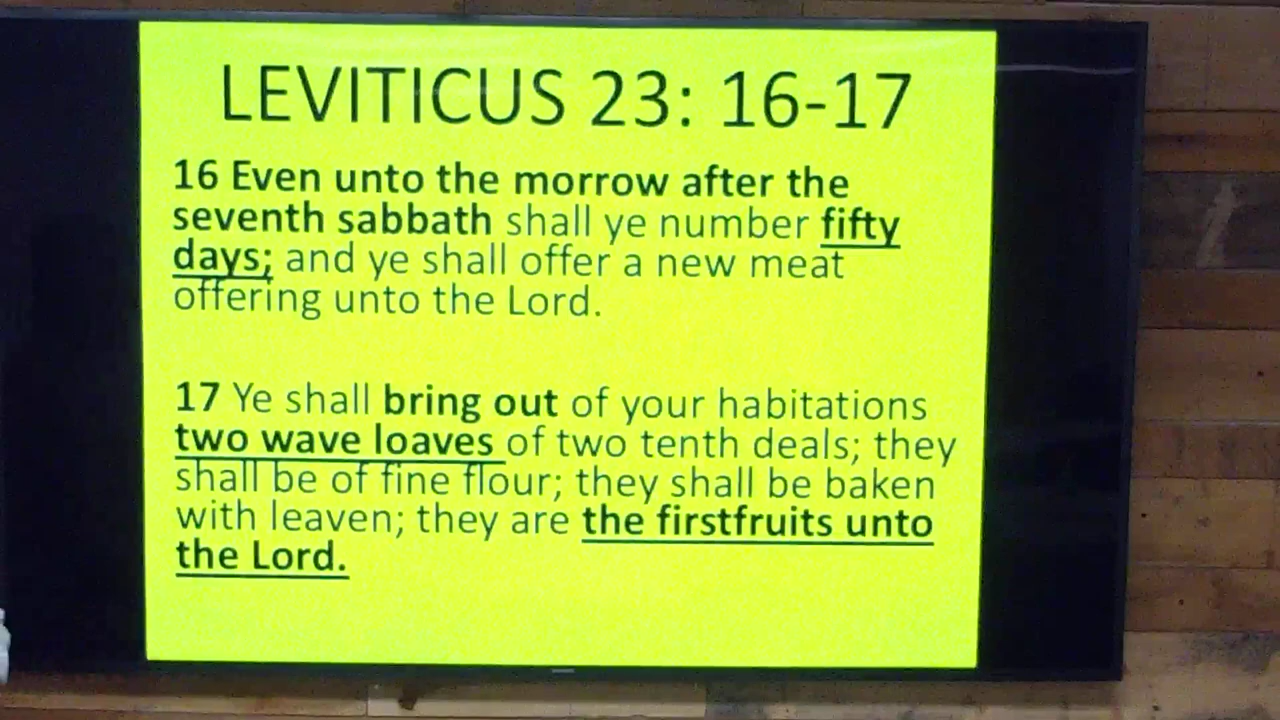 LEVITICUS 23: 16-17
16 Even unto the morrow after the
seventh sabbath shall ye number fifty
days; and ye shall offer a new meat
offering unto the Lord.
17 Ye shall bring out of your habitations
two wave loaves of two tenth deals; they
shall be of fine flour; they shall be baken
with leaven; they are the firstfruits unto
the Lord.